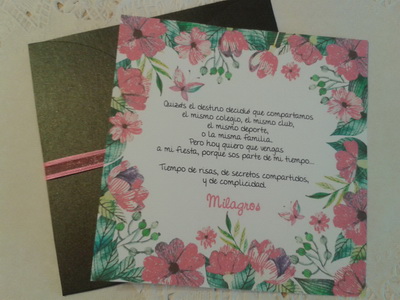 Quizás el destino decidió que compartamos
el mismo colegio, el mismo club,
el mismo deporte,
o la misma familia.
Pero hoy quiero que vengas
a mi fiesta, porque sos parte de mi tiempo...
Tiempo de risas, de secretos compartidos,
y de complicidad.
Milagros